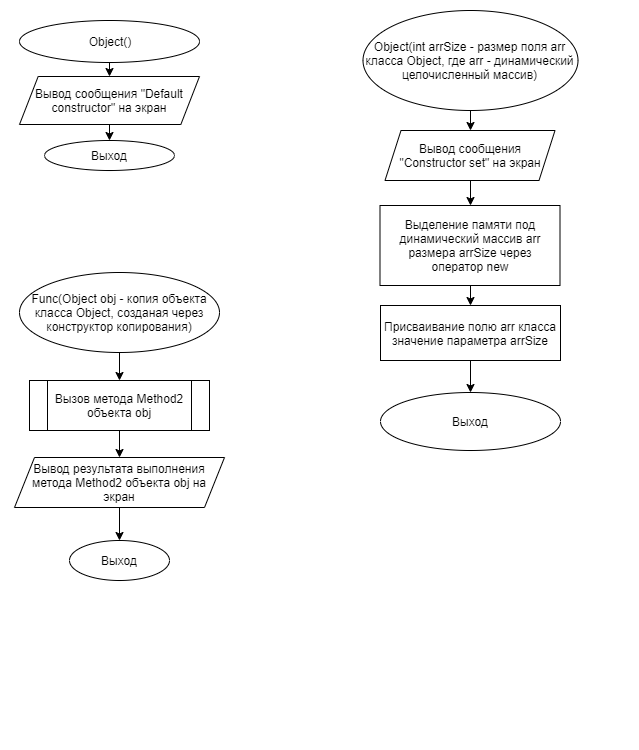 Object()
Вывод сообщения "Default
constructor" на экран
Выход
Func(Object obj - копия объекта
класса Object, созданая через
конструктор копирования)
Вызов метода Method2
объекта obj
Вывод результата выполнения
метода Method2 объекта obj на
экран
Выход
Object(int arrSize - размер поля arr
класса Object, где arr - динамический
целочисленный массив)
Вывод сообщения
"Constructor set" на экран
Выделение памяти под
динамический массив arr
размера arrSize через
оператор new
Присваивание полю arr класса
значение параметра arrSize
Выход